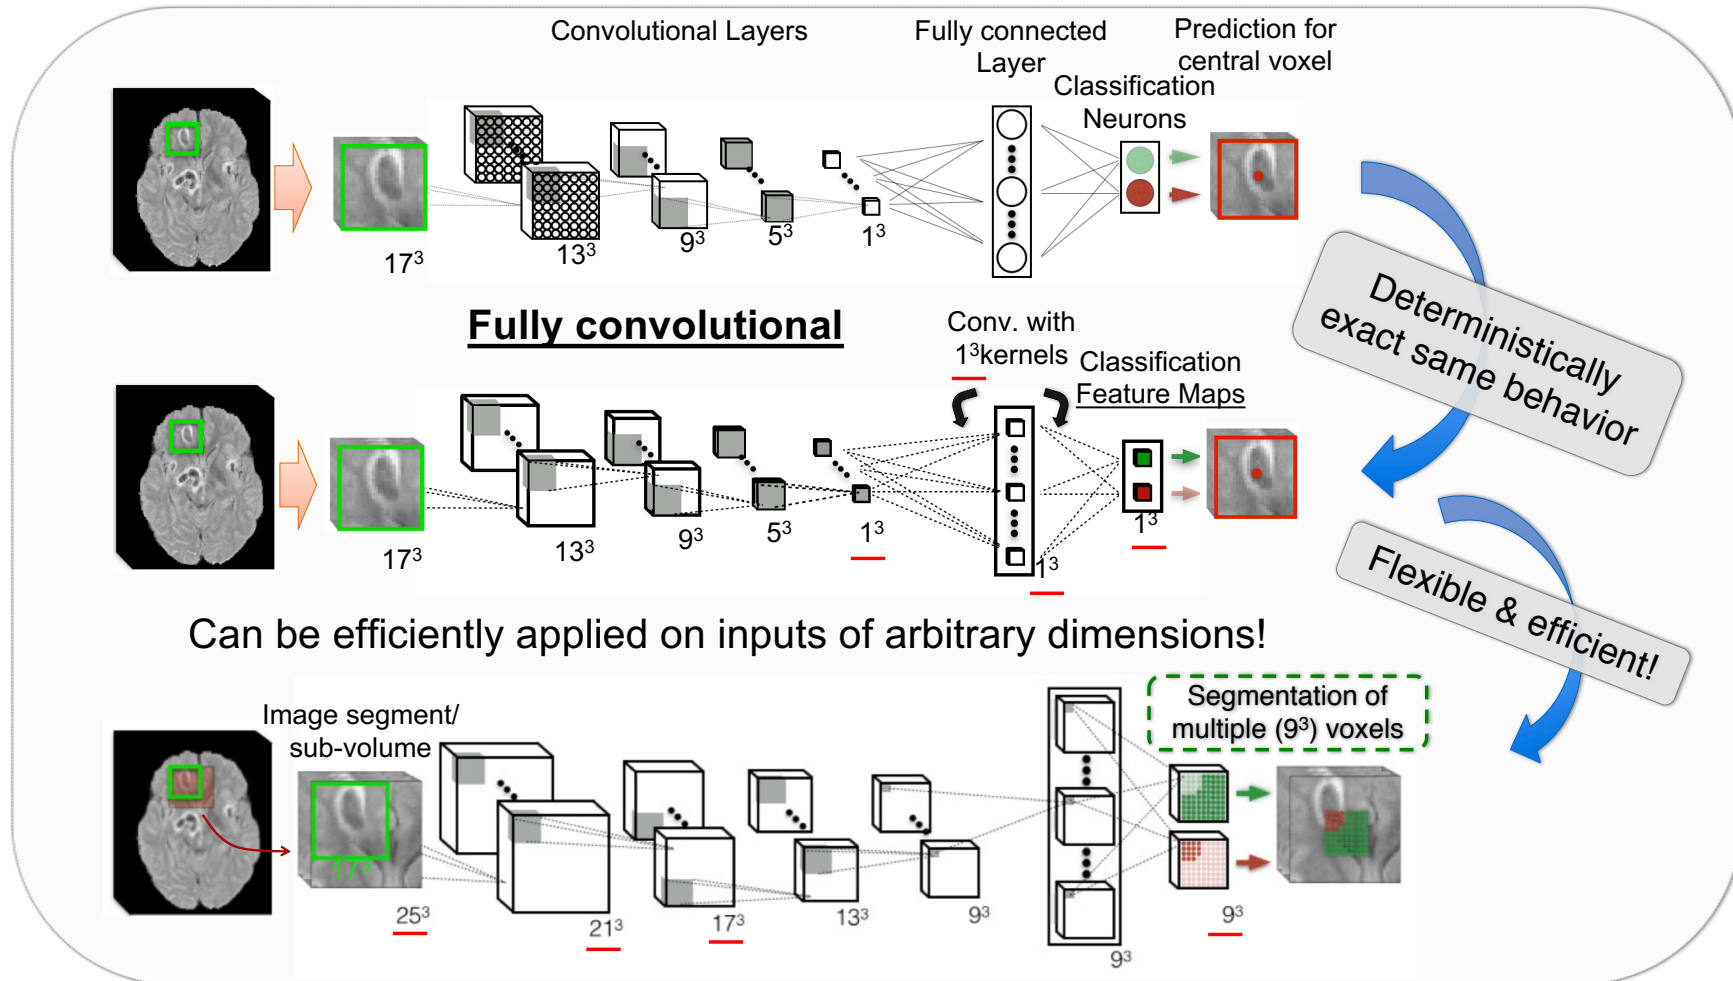 Convolutional Layers
Fully connected
Layer
Prediction for
central voxel
Classification
Neurons
17³
13³
9³
5³
1³
Deterministically
exact same behavior
Fully convolutional
Conv. with
1³kernels
Classification
Feature Maps
17³
13³
9³
5³
1³
1³
1³
Flexible & efficient!
Can be efficiently applied on inputs of arbitrary dimensions!
Image segment/
sub-volume
Segmentation of
multiple (9³) voxels
17³
25³
21³
17³
13³
9³
9³
9³